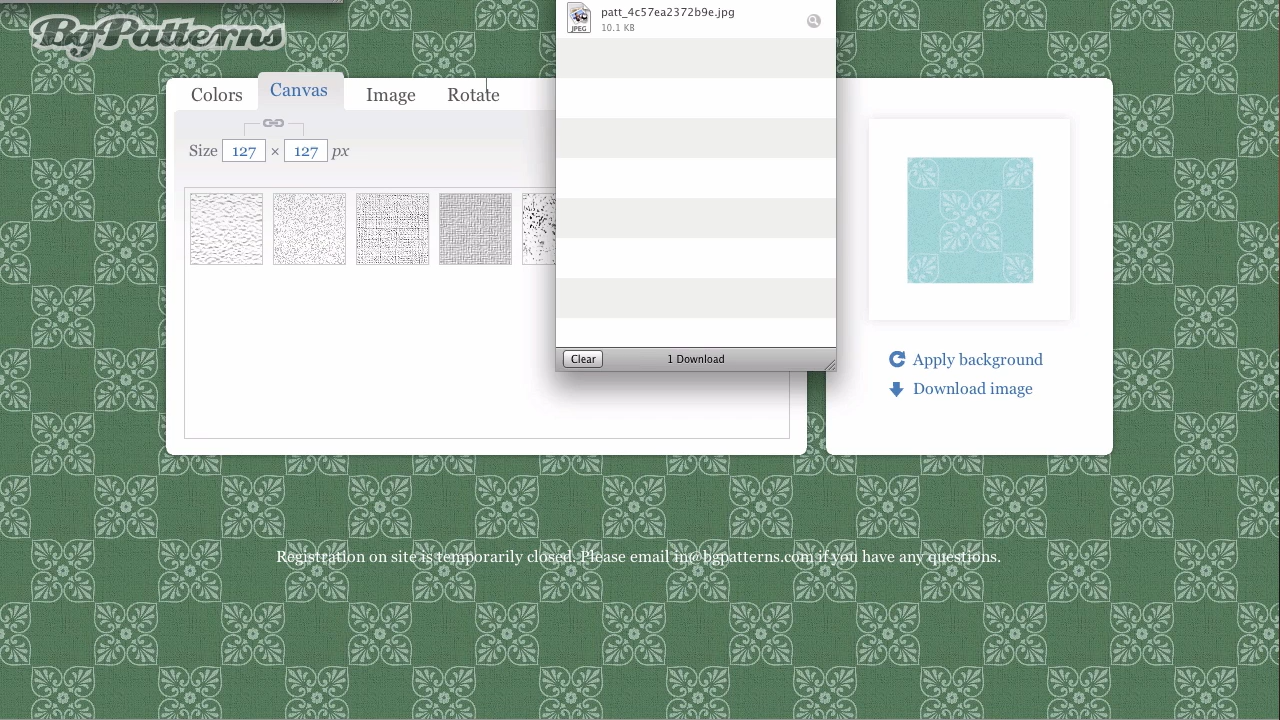 BgPatterns
patt_4c57ea2372b9e.jpg
JPEG
10.1 KB
Colors
Canvas
Image
Rotate
Size 127 × 127 px
Clear
1 Download
Apply background
Download image
Registration on site is temporarily closed. Please email in@bgpatterns.com if you have any questions.